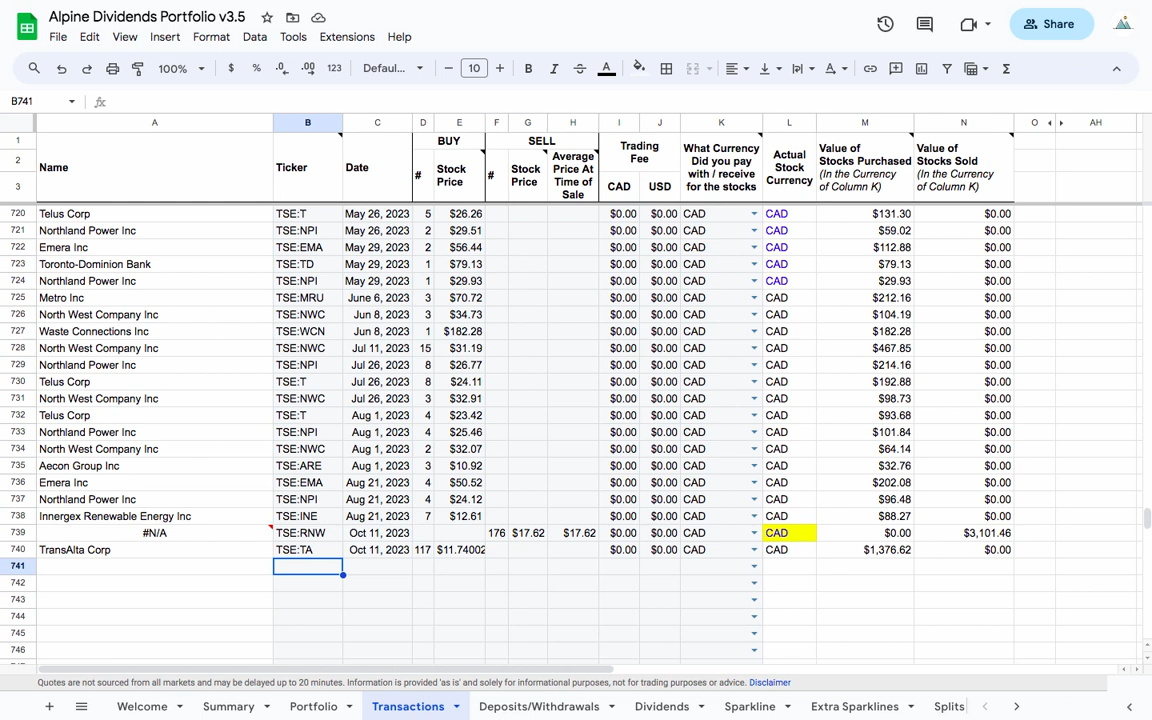 Alpine Dividends Portfolio v3.5
File Edit View Insert Format Data Tools Extensions Help
Share
100% $ % .0 .00 123 Defaul... − 10 + B I A Σ
B741 fx
A B C D E F G H I J K L M N O AH
1 2 3
Name
Ticker
Date
BUY
#
Stock
Price
SELL
#
Stock
Price
Average
Price At
Time of
Sale
Trading
Fee
CAD USD
What Currency
Did you pay
with / receive
for the stocks
Actual
Stock
Currency
Value of
Stocks Purchased
(In the Currency
of Column K)
Value of
Stocks Sold
(In the Currency
of Column K)
720 Telus Corp TSE:T May 26, 2023 5 $26.26 $0.00 $0.00 CAD CAD $131.30 $0.00
721 Northland Power Inc TSE:NPI May 26, 2023 2 $29.51 $0.00 $0.00 CAD CAD $59.02 $0.00
722 Emera Inc TSE:EMA May 29, 2023 2 $56.44 $0.00 $0.00 CAD CAD $112.88 $0.00
723 Toronto-Dominion Bank TSE:TD May 29, 2023 1 $79.13 $0.00 $0.00 CAD CAD $79.13 $0.00
724 Northland Power Inc TSE:NPI May 29, 2023 1 $29.93 $0.00 $0.00 CAD CAD $29.93 $0.00
725 Metro Inc TSE:MRU June 6, 2023 3 $70.72 $0.00 $0.00 CAD CAD $212.16 $0.00
726 North West Company Inc TSE:NWC Jun 8, 2023 3 $34.73 $0.00 $0.00 CAD CAD $104.19 $0.00
727 Waste Connections Inc TSE:WCN Jun 8, 2023 1 $182.28 $0.00 $0.00 CAD CAD $182.28 $0.00
728 North West Company Inc TSE:NWC Jul 11, 2023 15 $31.19 $0.00 $0.00 CAD CAD $467.85 $0.00
729 Northland Power Inc TSE:NPI Jul 26, 2023 8 $26.77 $0.00 $0.00 CAD CAD $214.16 $0.00
730 Telus Corp TSE:T Jul 26, 2023 8 $24.11 $0.00 $0.00 CAD CAD $192.88 $0.00
731 North West Company Inc TSE:NWC Jul 26, 2023 3 $32.91 $0.00 $0.00 CAD CAD $98.73 $0.00
732 Telus Corp TSE:T Aug 1, 2023 4 $23.42 $0.00 $0.00 CAD CAD $93.68 $0.00
733 Northland Power Inc TSE:NPI Aug 1, 2023 4 $25.46 $0.00 $0.00 CAD CAD $101.84 $0.00
734 North West Company Inc TSE:NWC Aug 1, 2023 2 $32.07 $0.00 $0.00 CAD CAD $64.14 $0.00
735 Aecon Group Inc TSE:ARE Aug 1, 2023 3 $10.92 $0.00 $0.00 CAD CAD $32.76 $0.00
736 Emera Inc TSE:EMA Aug 21, 2023 4 $50.52 $0.00 $0.00 CAD CAD $202.08 $0.00
737 Northland Power Inc TSE:NPI Aug 21, 2023 4 $24.12 $0.00 $0.00 CAD CAD $96.48 $0.00
738 Innergex Renewable Energy Inc TSE:INE Aug 21, 2023 7 $12.61 $0.00 $0.00 CAD CAD $88.27 $0.00
739 #N/A TSE:RNW Oct 11, 2023 176 $17.62 $17.62 $0.00 $0.00 CAD CAD $0.00 $3,101.46
740 TransAlta Corp TSE:TA Oct 11, 2023 117 $11.74002 $0.00 $0.00 CAD CAD $1,376.62 $0.00
741
742
743
744
745
746
Quotes are not sourced from all markets and may be delayed up to 20 minutes. Information is provided 'as is' and solely for informational purposes, not for trading purposes or advice. Disclaimer
Welcome Summary Portfolio Transactions Deposits/Withdrawals Dividends Sparkline Extra Sparklines Splits